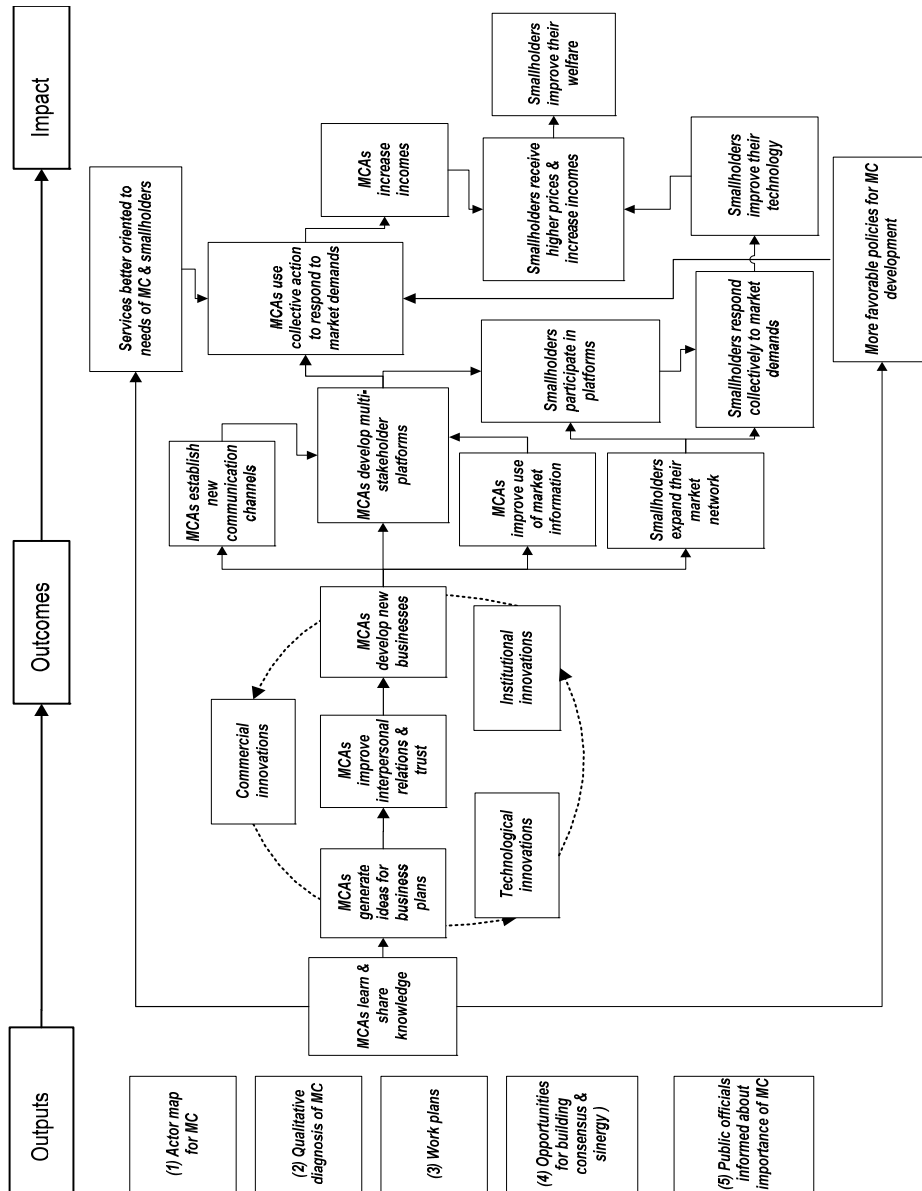 Outputs
Outcomes
Impact
(1) Actor map
for MC
(2) Qualitative
diagnosis of MC
(3) Work plans
(4) Opportunities
for building
consensus &
sinergy )
(5) Public officials
informed about
importance of MC
MCAs learn &
share
knowledge
MCAs
generate
ideas for
business
plans
MCAs
improve
interpersonal
relations &
trust
MCAs
develop new
businesses
Commercial
innovations
Technological
innovations
Institutional
innovations
MCAs establish
new
communication
channels
MCAs develop multi-
stakeholder
platforms
MCAs
improve use
of market
information
Smallholders
expand their
market
network
Services better oriented to
needs of MC & smallholders
MCAs use
collective action
to respond to
market demands
Smallholders
participate in
platforms
Smallholders respond
collectively to market
demands
MCAs
increase
incomes
Smallholders receive
higher prices &
increase incomes
Smallholders
improve their
technology
Smallholders
improve their
welfare
More favorable policies for MC
development